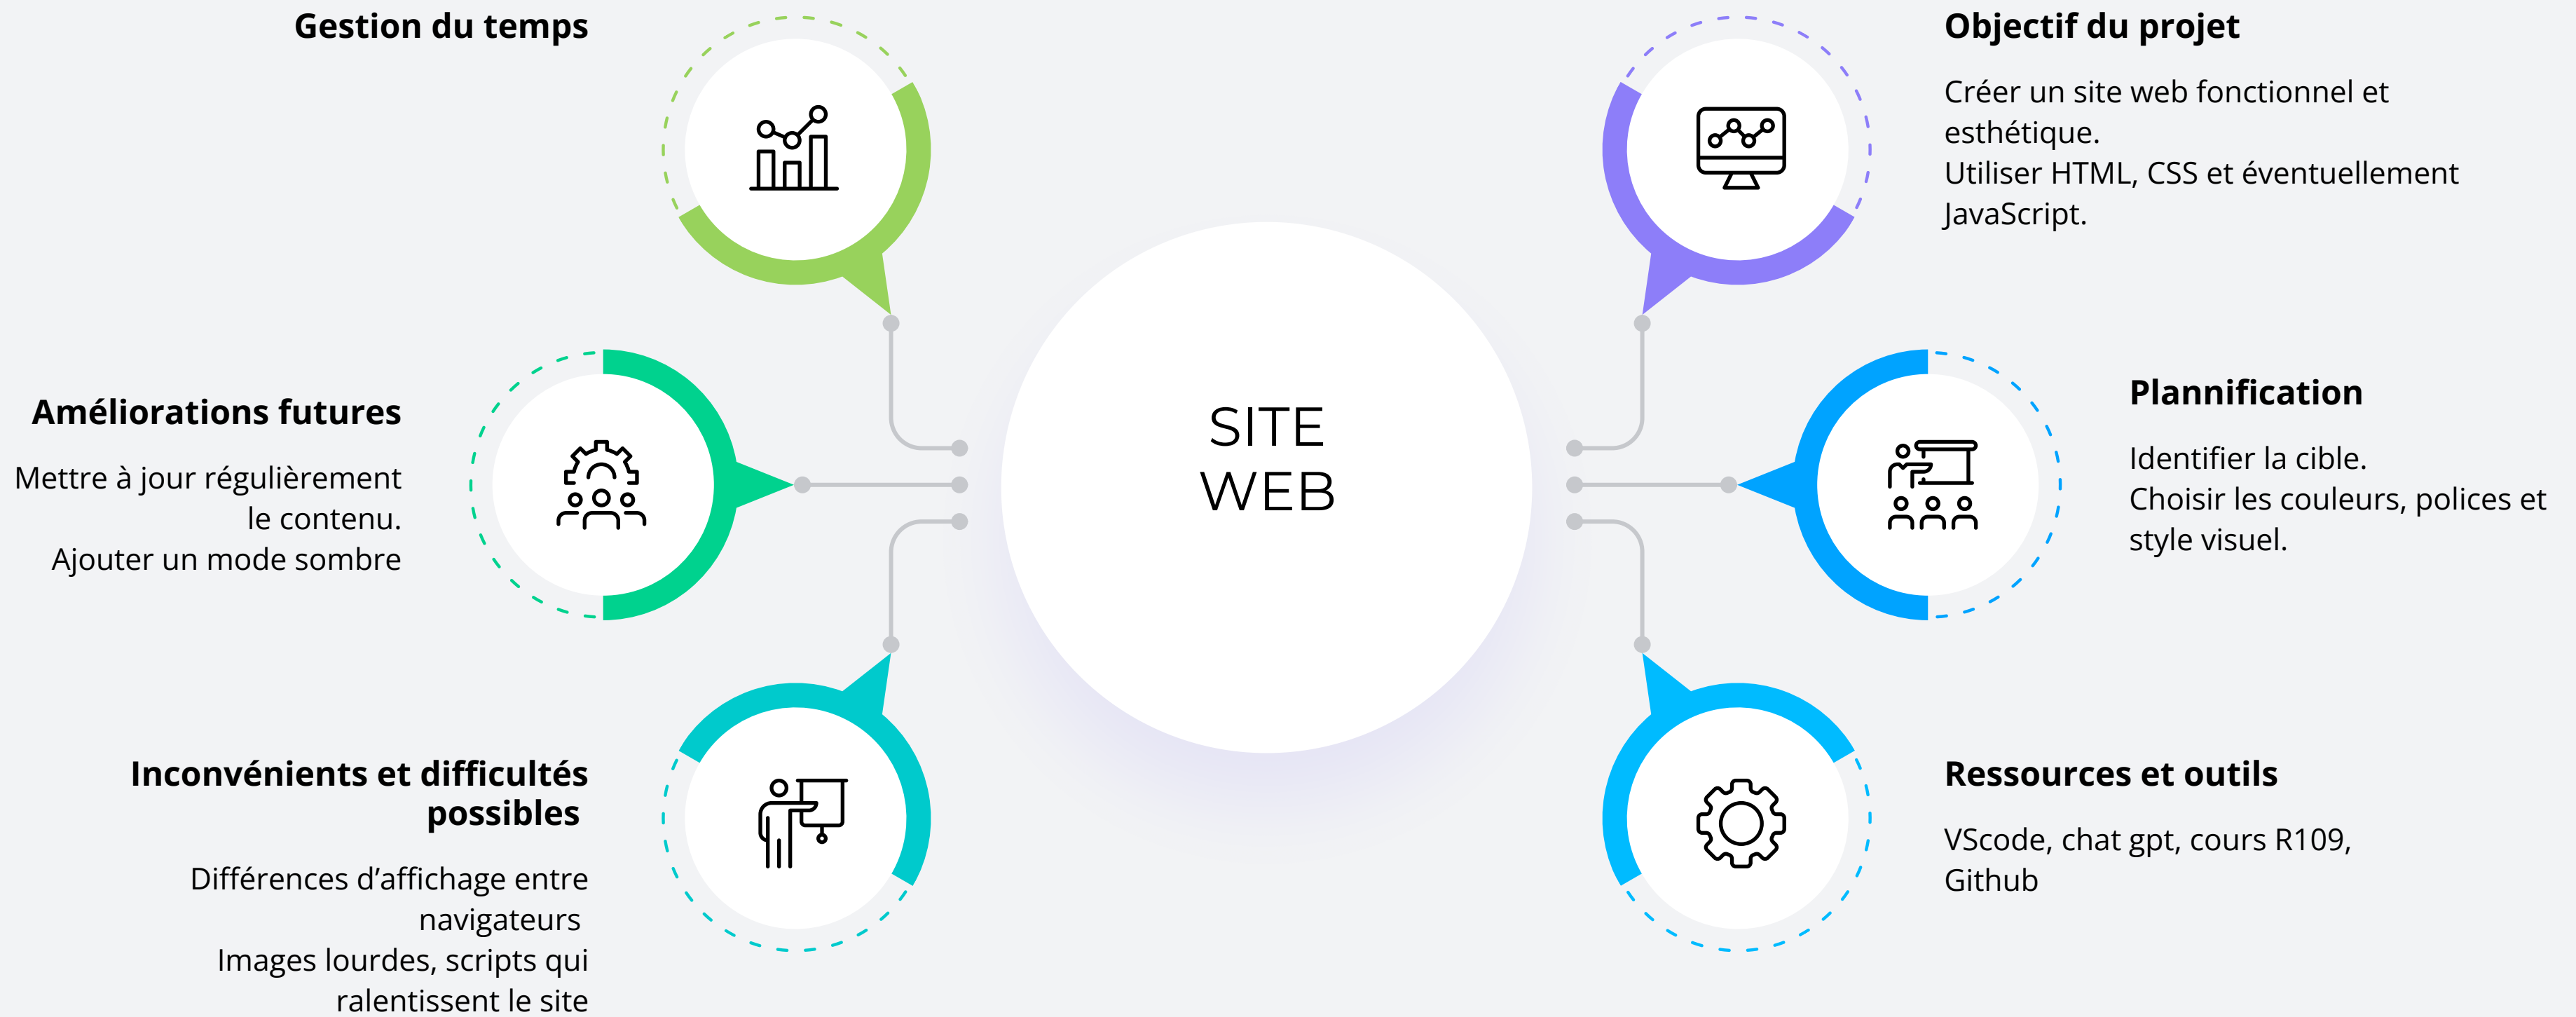 Gestion du temps
Objectif du projet
Créer un site web fonctionnel et
esthétique.
Utiliser HTML, CSS et éventuellement
JavaScript.
SITE
WEB
Améliorations futures
Mettre à jour régulièrement
le contenu.
Ajouter un mode sombre
Plannification
Identifier la cible.
Choisir les couleurs, polices et
style visuel.
Inconvénients et difficultés
possibles
Différences d’affichage entre
navigateurs
Images lourdes, scripts qui
ralentissent le site
Ressources et outils
VScode, chat gpt, cours R109,
Github